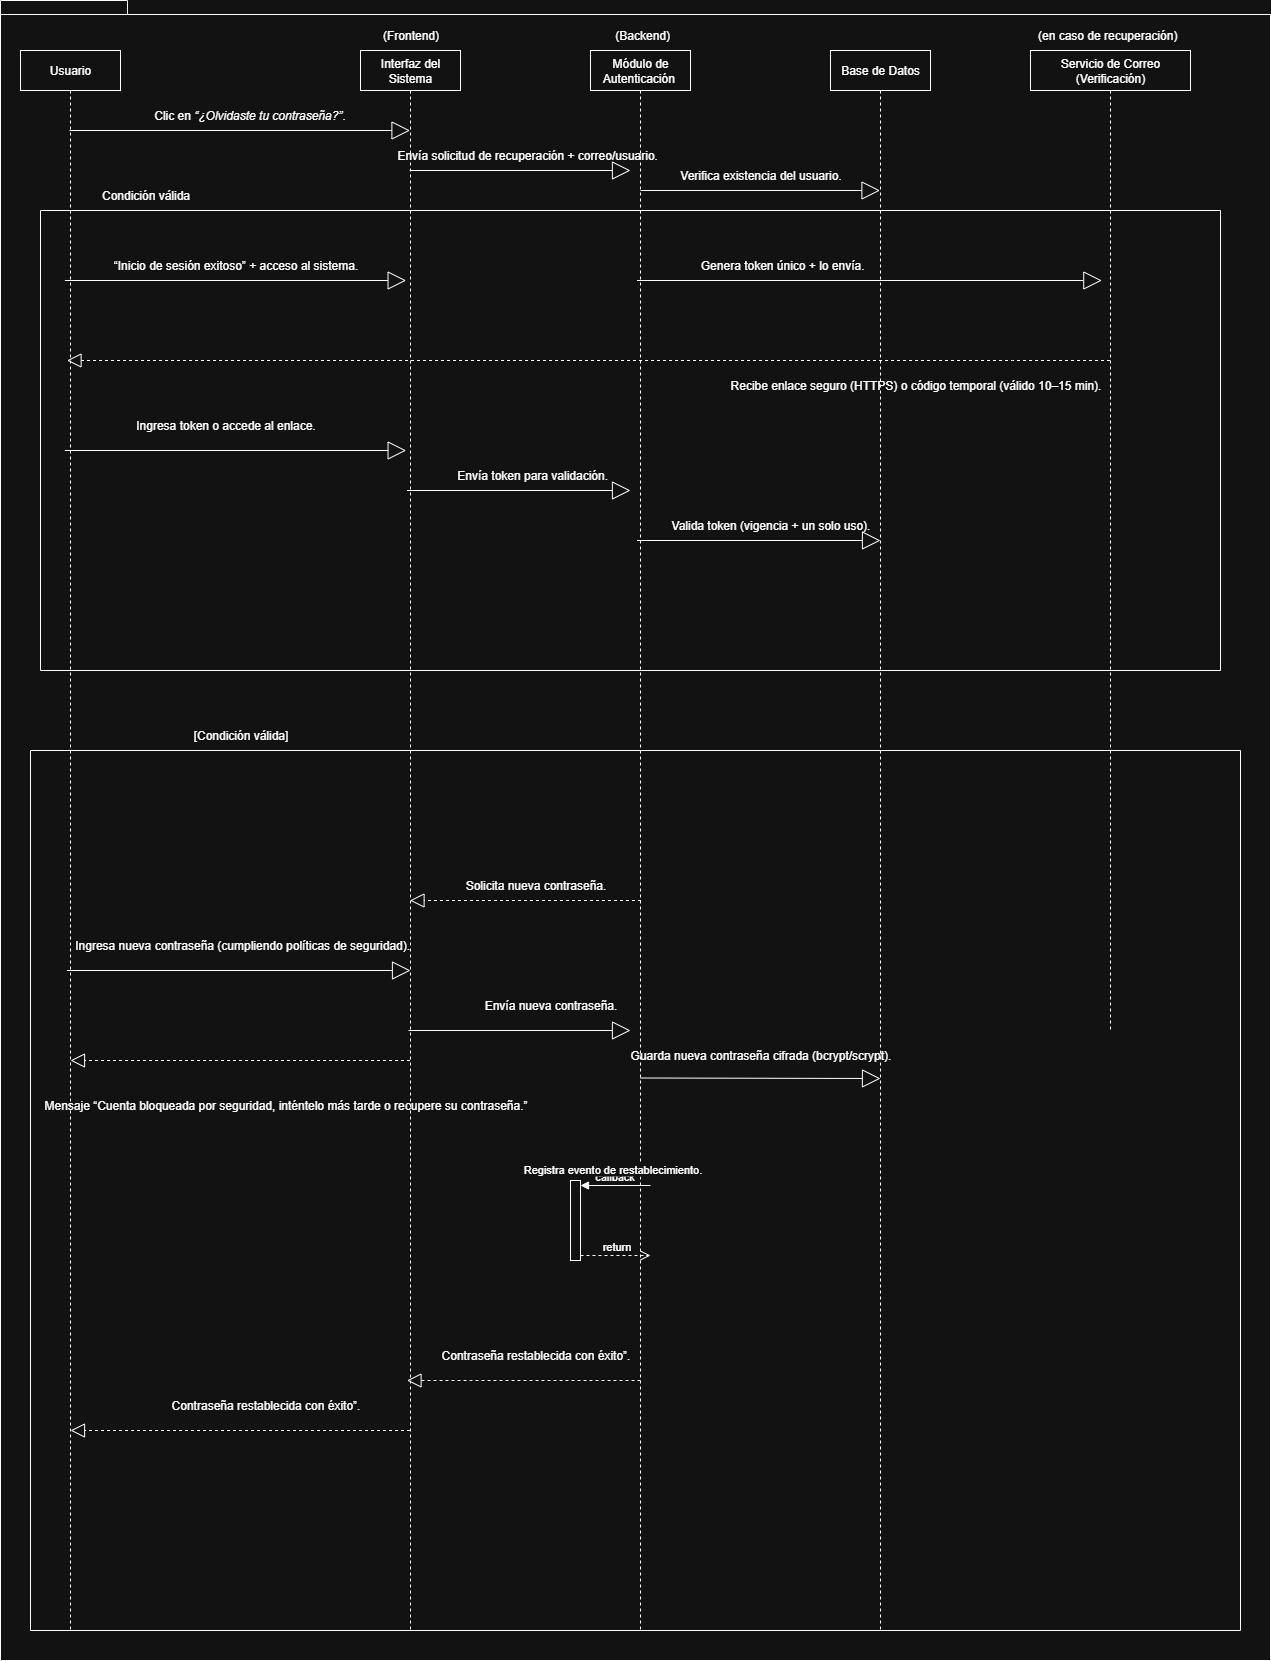 (Frontend)
(Backend)
(en caso de recuperación)
Usuario
Interfaz del
Sistema
Módulo de
Autenticación
Base de Datos
Servicio de Correo
(Verificación)
Clic en “¿Olvidaste tu contraseña?”.
Envía solicitud de recuperación + correo/usuario.
Verifica existencia del usuario.
Condición válida
“Inicio de sesión exitoso” + acceso al sistema.
Genera token único + lo envía.
Recibe enlace seguro (HTTPS) o código temporal (válido 10–15 min).
Ingresa token o accede al enlace.
Envía token para validación.
Valida token (vigencia + un solo uso).
[Condición válida]
Solicita nueva contraseña.
Ingresa nueva contraseña (cumpliendo políticas de seguridad).
Envía nueva contraseña.
Guarda nueva contraseña cifrada (bcrypt/scrypt).
Mensaje “Cuenta bloqueada por seguridad, inténtelo más tarde o recupere su contraseña.”
Registra evento de restablecimiento.
callback
return
Contraseña restablecida con éxito”.
Contraseña restablecida con éxito”.